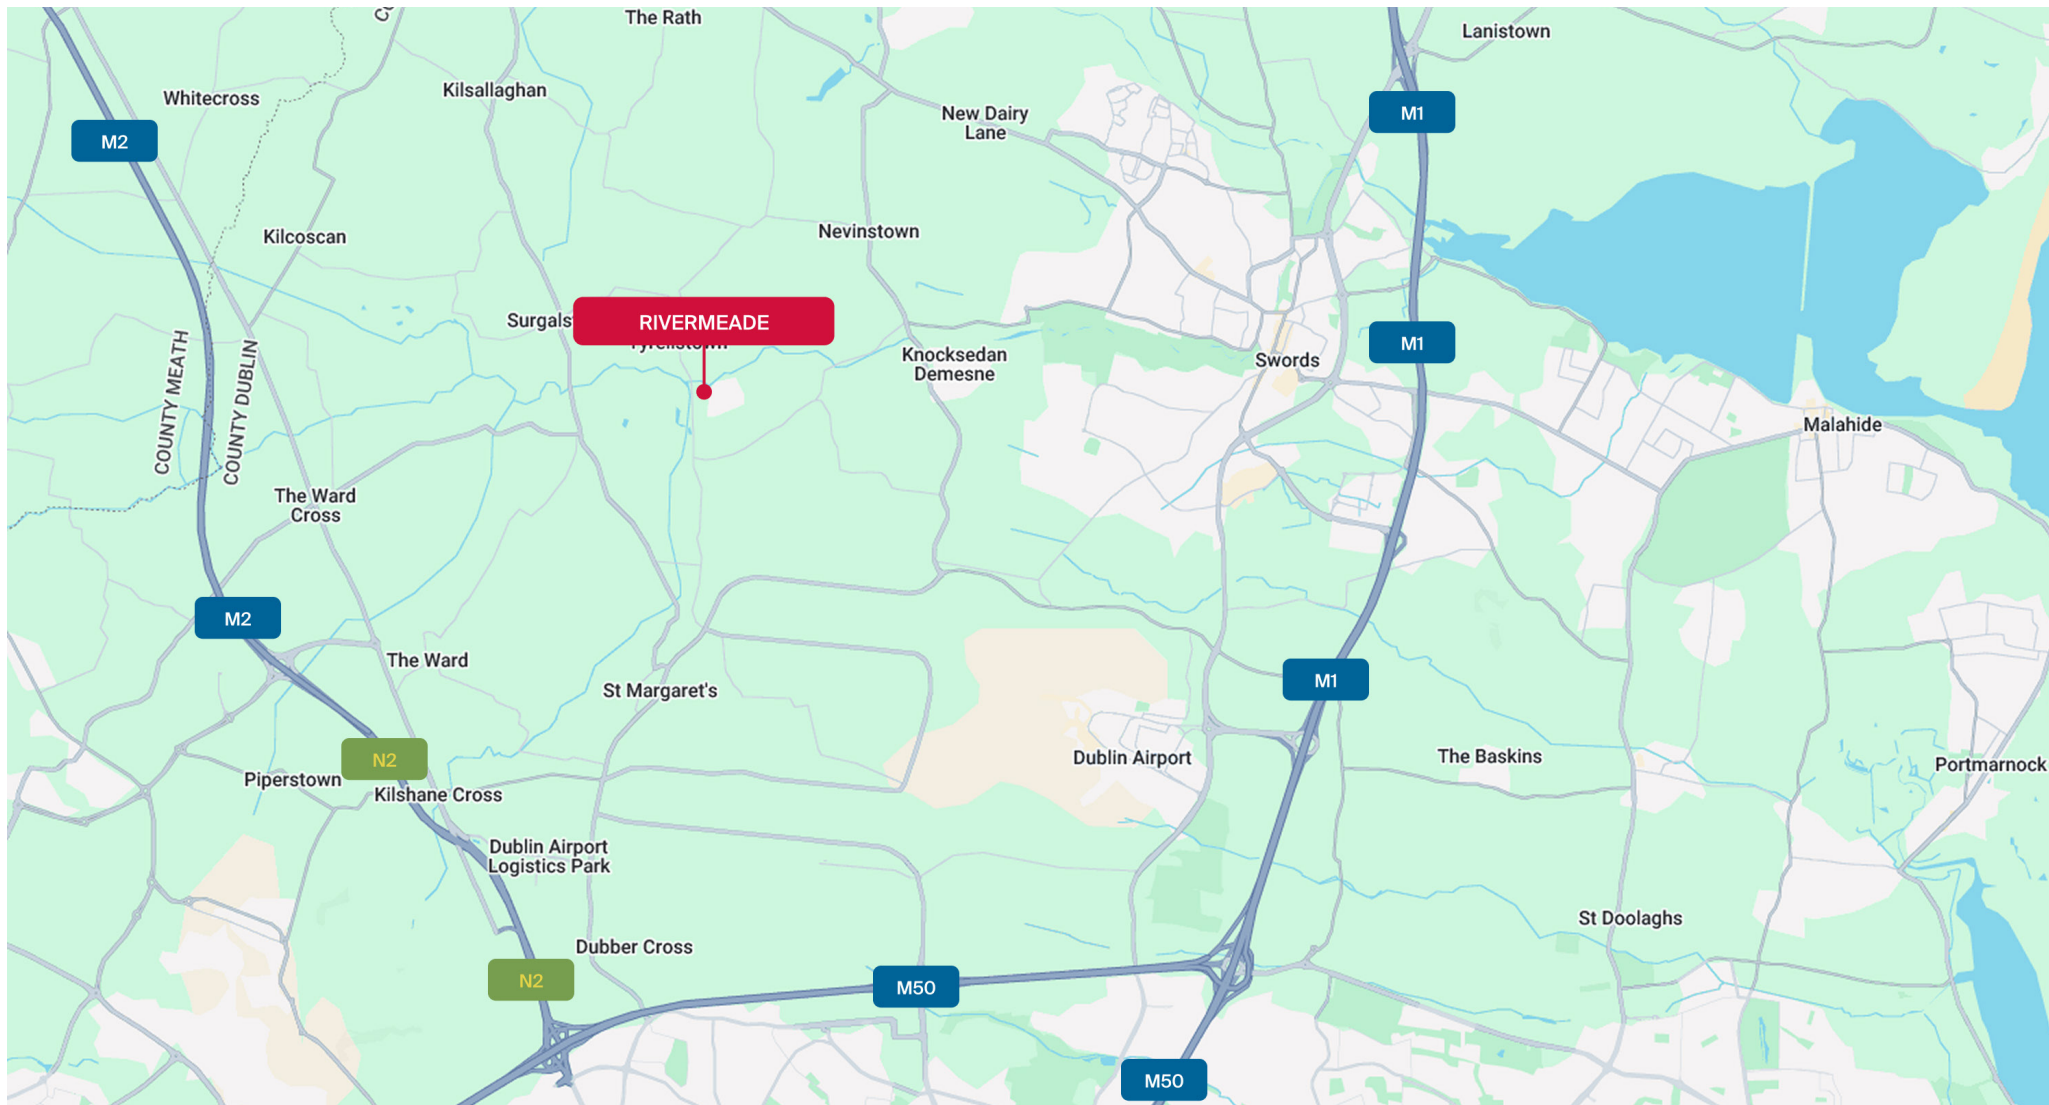 The Rath
Lanistown
Kilsallaghan
Whitecross
New Dairy
Lane
M1
M2
Nevinstown
Kilcoscan
Surgals
RIVERMEADE
Tyrellstown
Knocksedan
Demesne
M1
Swords
COUNTY MEATH
COUNTY DUBLIN
Malahide
The Ward
Cross
M2
The Ward
St Margaret's
M1
Dublin Airport
The Baskins
Portmarnock
N2
Piperstown
Kilshane Cross
Dublin Airport
Logistics Park
St Doolaghs
Dubber Cross
N2
M50
M50